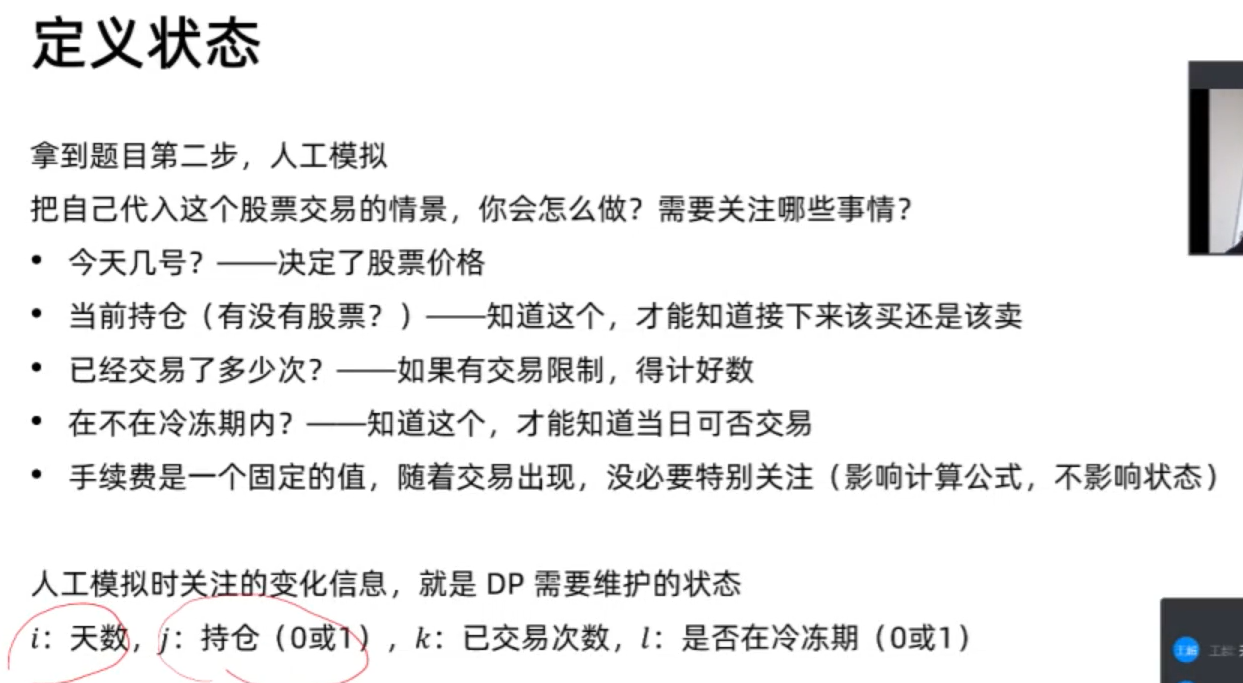 定义状态
拿到题目第二步，人工模拟
把自己代入这个股票交易的情景，你会怎么做？需要关注哪些事情？
• 今天几号？——决定了股票价格
• 当前持仓（有没有股票？）——知道这个，才能知道接下来该买还是该卖
• 已经交易了多少次？——如果有交易限制，得计好数
• 在不在冷冻期内？——知道这个，才能知道当日可否交易
• 手续费是一个固定的值，随着交易出现，没必要特别关注（影响计算公式，不影响状态）
人工模拟时关注的变化信息，就是 DP 需要维护的状态
i：天数，j：持仓（0或1），k：已交易次数，l：是否在冷冻期（0或1）